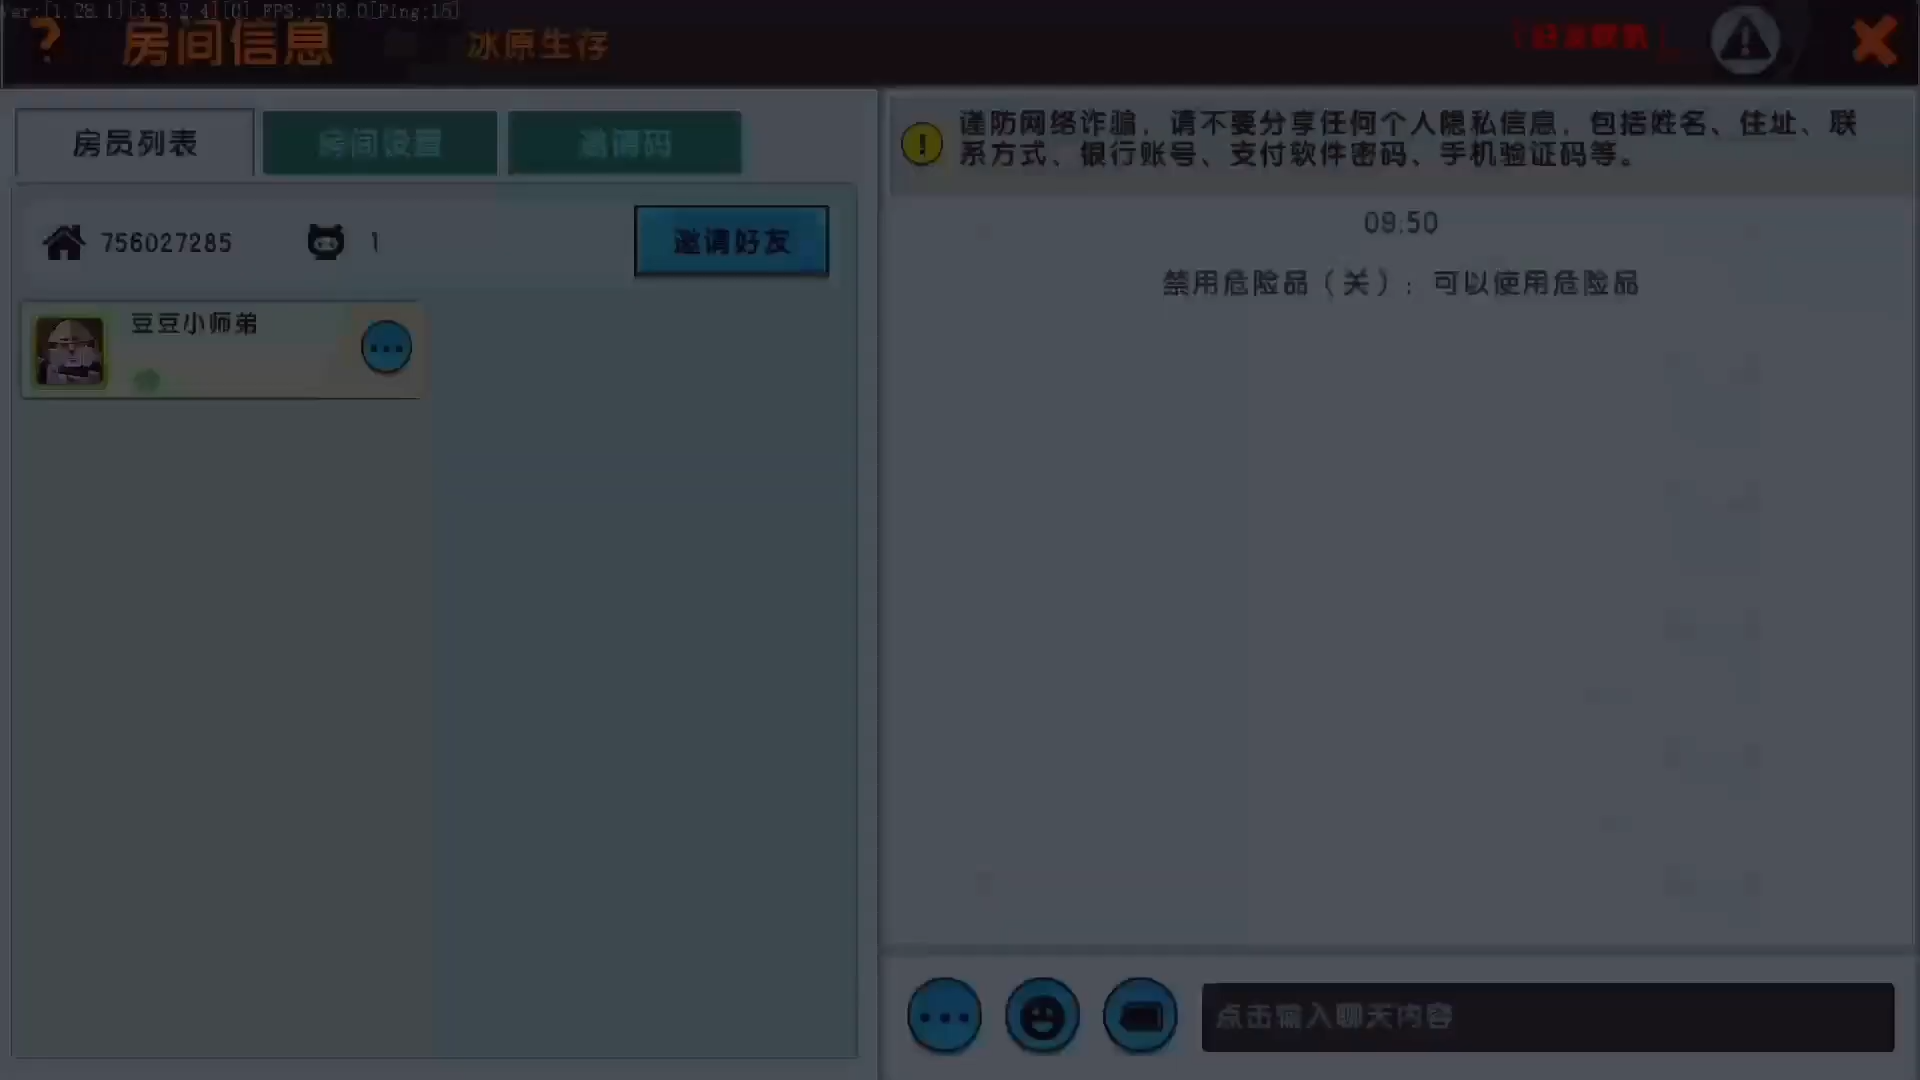 房间信息
冰原生存
房员列表
房间设置
邀请码
756027285
1
邀请好友
豆豆小师弟
谨防网络诈骗，请不要分享任何个人隐私信息，包括姓名、住址、联
系方式、银行账号、支付软件密码、手机验证码等。
09:50
禁用危险品（关）：可以使用危险品
点击输入聊天内容